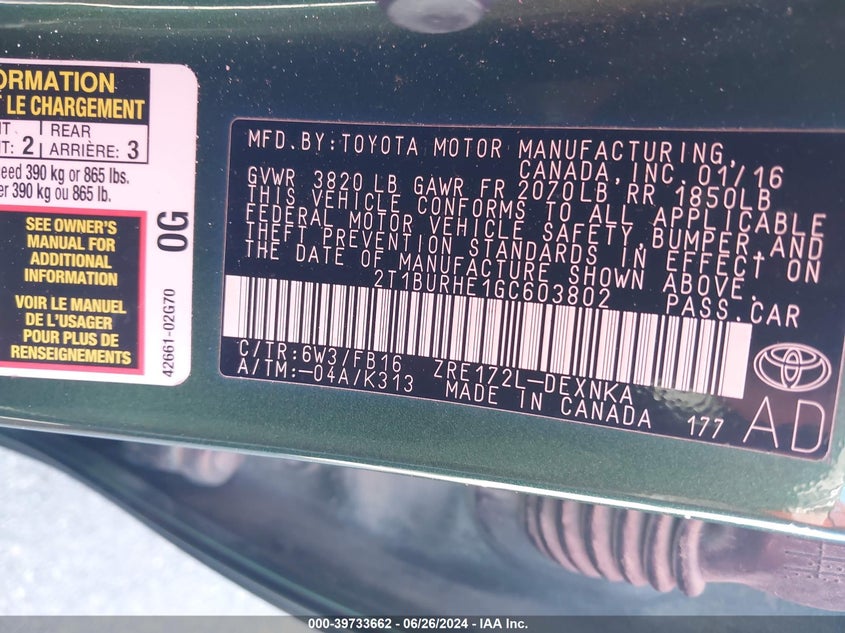 ORMATION
T LE CHARGEMENT
NT REAR
NT: 2 ARRIÈRE: 3
ceed 390 kg or 865 lbs.
er 390 kg ou 865 lb.
SEE OWNER'S
MANUAL FOR
ADDITIONAL
INFORMATION
VOIR LE MANUEL
DE L'USAGER
POUR PLUS DE
RENSEIGNEMENTS
42661-02G70
0G
MFD.BY:TOYOTA MOTOR MANUFACTURING,
CANADA,INC.01/16
GVWR 3820 LB GAWR FR 2070LB RR 1850LB
THIS VEHICLE CONFORMS TO ALL APPLICABLE
FEDERAL MOTOR VEHICLE SAFETY,BUMPER,AND
THEFT PREVENTION STANDARDS IN EFFECT ON
THE DATE OF MANUFACTURE SHOWN ABOVE.
2T1BURHE1GC603802 PASS.CAR
C/TR:6W3/FB16 ZRE172L-DEXNKA
A/TM:-04A/K313 MADE IN CANADA 177
AD
000-39733662 / 06/26/2024 - IAA Inc.